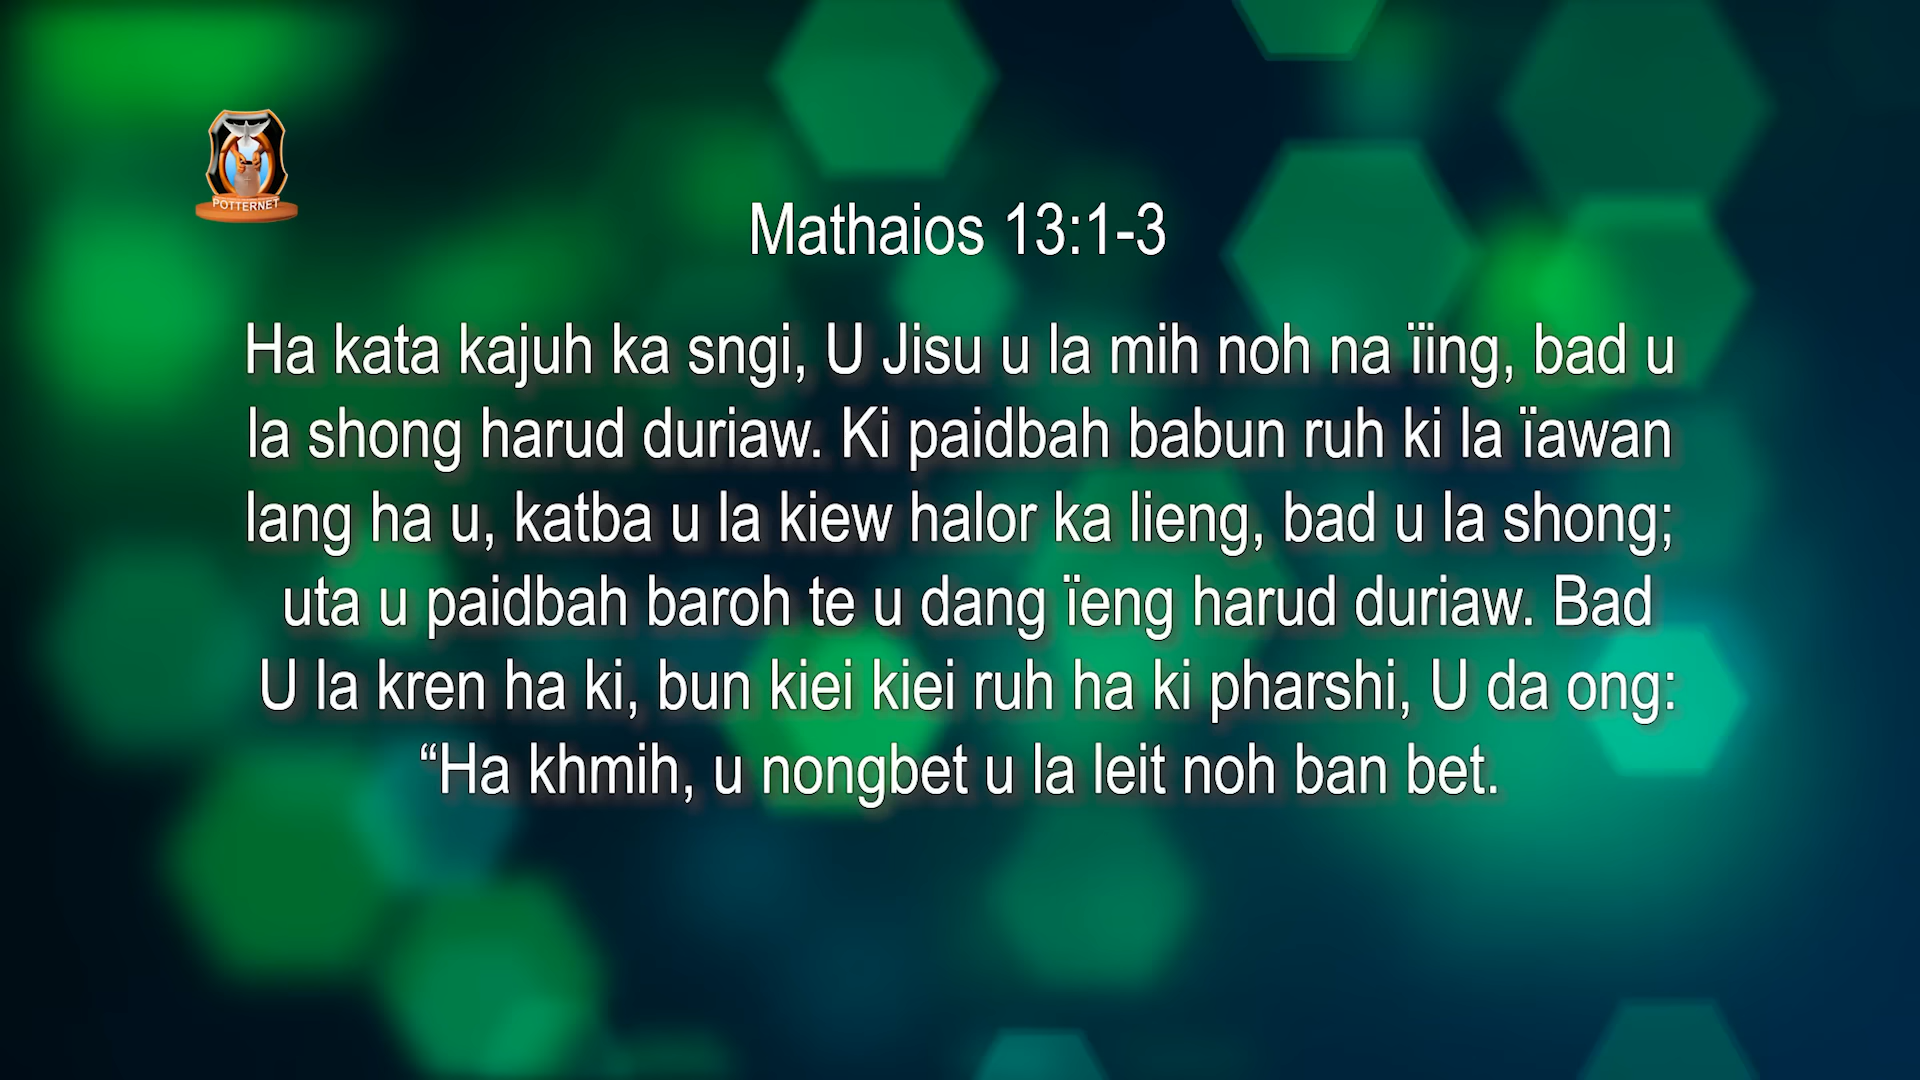 POTTERNET
Mathaios 13:1-3
Ha kata kajuh ka sngi, U Jisu u la mih noh na ïing, bad u
la shong harud duriaw. Ki paidbah babun ruh ki la ïawan
lang ha u, katba u la kiew halor ka lieng, bad u la shong;
uta u paidbah baroh te u dang ïeng harud duriaw. Bad
U la kren ha ki, bun kiei kiei ruh ha ki pharshi, U da ong:
“Ha khmih, u nongbet u la leit noh ban bet.